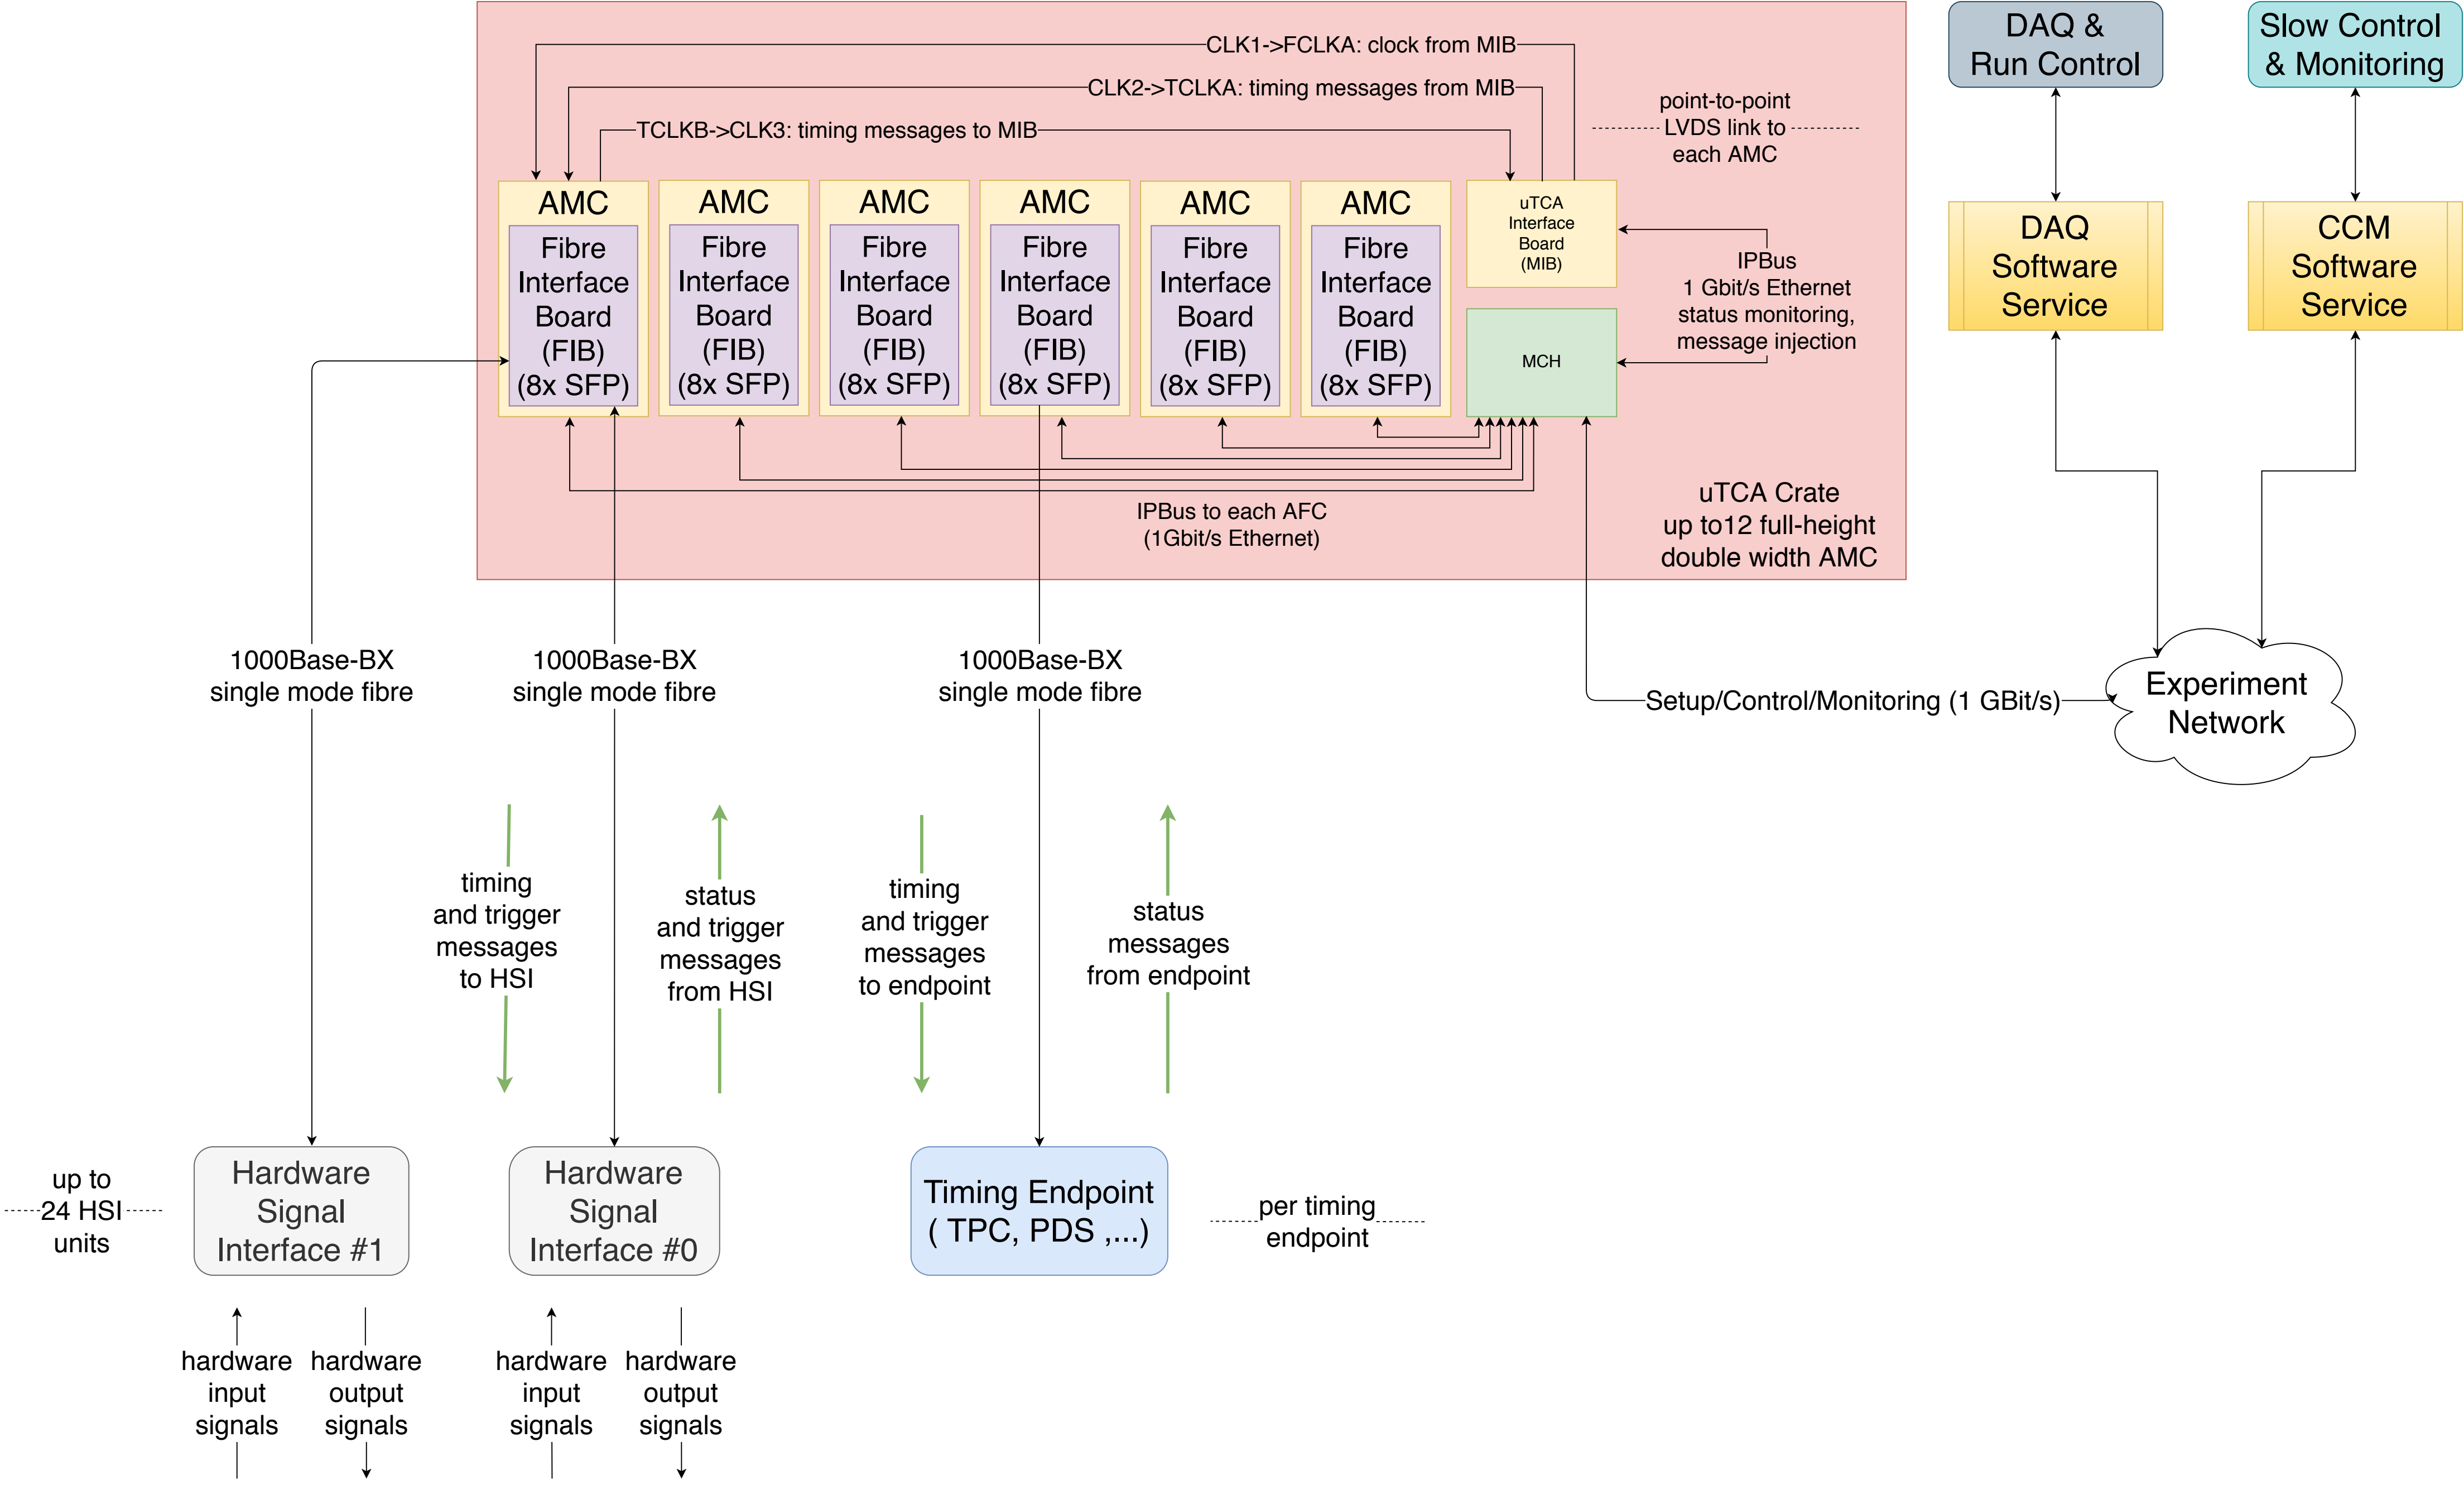 DAQ &
Run Control
Slow Control
& Monitoring
CLK1->FCLKA: clock from MIB
CLK2->TCLKA: timing messages from MIB
TCLKB->CLK3: timing messages to MIB
point-to-point
LVDS link to
each AMC
AMC
Fibre
Interface
Board
(FIB)
(8x SFP)
AMC
Fibre
Interface
Board
(FIB)
(8x SFP)
AMC
Fibre
Interface
Board
(FIB)
(8x SFP)
AMC
Fibre
Interface
Board
(FIB)
(8x SFP)
AMC
Fibre
Interface
Board
(FIB)
(8x SFP)
AMC
Fibre
Interface
Board
(FIB)
(8x SFP)
uTCA
Interface
Board
(MIB)
MCH
IPBus
1 Gbit/s Ethernet
status monitoring,
message injection
DAQ
Software
Service
CCM
Software
Service
IPBus to each AFC
(1Gbit/s Ethernet)
uTCA Crate
up to12 full-height
double width AMC
1000Base-BX
single mode fibre
1000Base-BX
single mode fibre
1000Base-BX
single mode fibre
Setup/Control/Monitoring (1 GBit/s)
Experiment
Network
timing
and trigger
messages
to HSI
status
and trigger
messages
from HSI
timing
and trigger
messages
to endpoint
status
messages
from endpoint
up to
24 HSI
units
Hardware
Signal
Interface #1
Hardware
Signal
Interface #0
Timing Endpoint
( TPC, PDS ,...)
per timing
endpoint
hardware
input
signals
hardware
output
signals
hardware
input
signals
hardware
output
signals